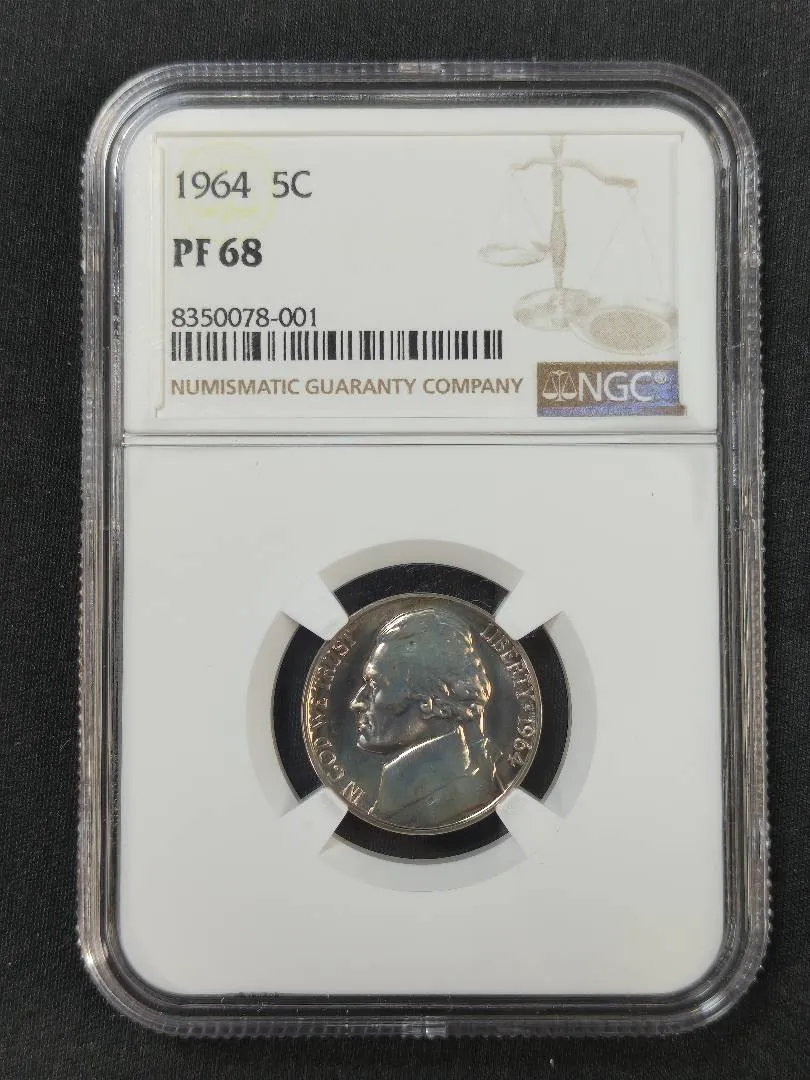 1964 5C
PF 68
8350078-001
NUMISMATIC GUARANTY COMPANY
NGC®
IN GOD WE TRUST
LIBERTY ★ 1964